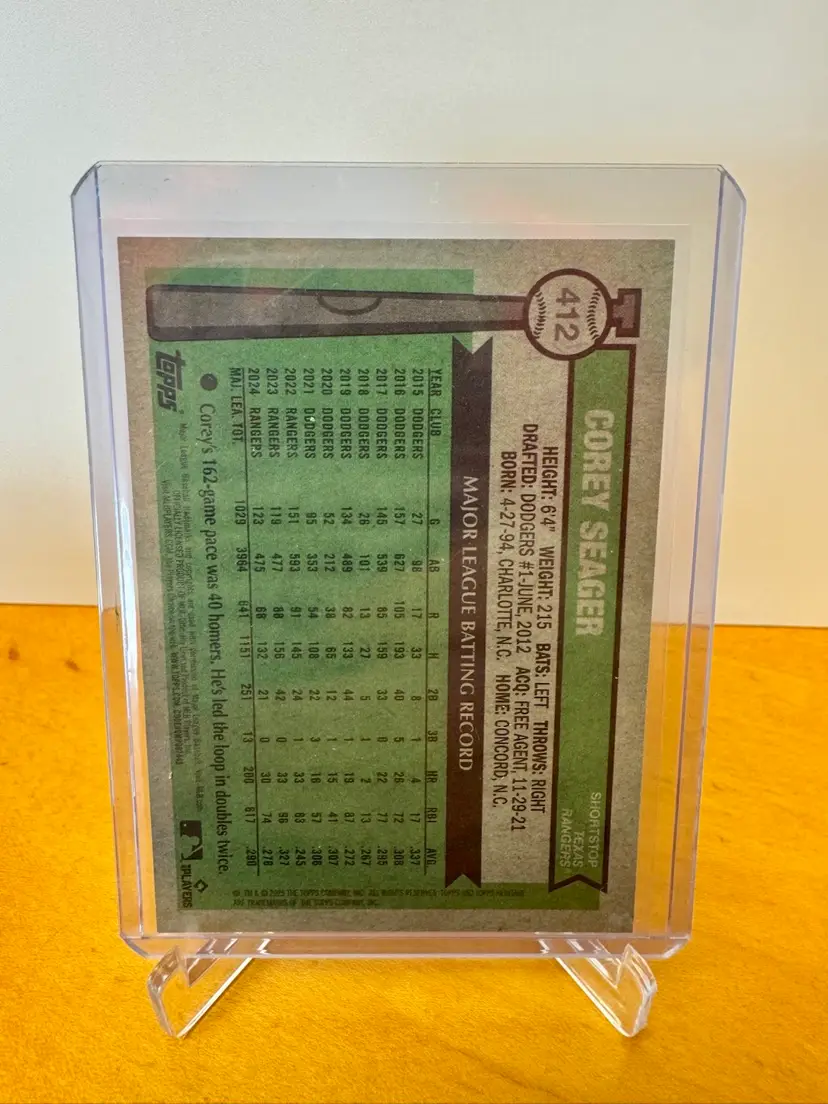 412
COREY SEAGER
SHORTSTOP
TEXAS
RANGERS®
HEIGHT: 6'4" WEIGHT: 215 BATS: LEFT THROWS: RIGHT
DRAFTED: DODGERS #1-JUNE, 2012 ACQ: FREE AGENT, 11-29-21
BORN: 4-27-94, CHARLOTTE, N.C. HOME: CONCORD, N.C.
MAJOR LEAGUE BATTING RECORD
YEAR CLUB G AB R H 2B 3B HR RBI AVG
2015 DODGERS 27 98 17 33 8 1 4 17 .337
2016 DODGERS 157 627 105 193 40 5 26 72 .308
2017 DODGERS 145 539 85 159 33 0 22 77 .295
2018 DODGERS 26 101 13 27 5 1 2 13 .267
2019 DODGERS 134 489 82 133 44 1 19 87 .272
2020 DODGERS 52 212 38 65 12 1 15 41 .307
2021 DODGERS 95 353 54 108 22 3 16 57 .306
2022 RANGERS 151 593 91 145 24 1 33 83 .245
2023 RANGERS 119 477 88 156 42 0 33 96 .327
2024 RANGERS 123 475 68 132 21 0 30 74 .278
MAJ. LEA. TOT. 1029 3964 641 1151 251 13 200 617 .290
Corey's 162-game pace was 40 homers. He's led the loop in doubles twice.
topps
PLAYERS